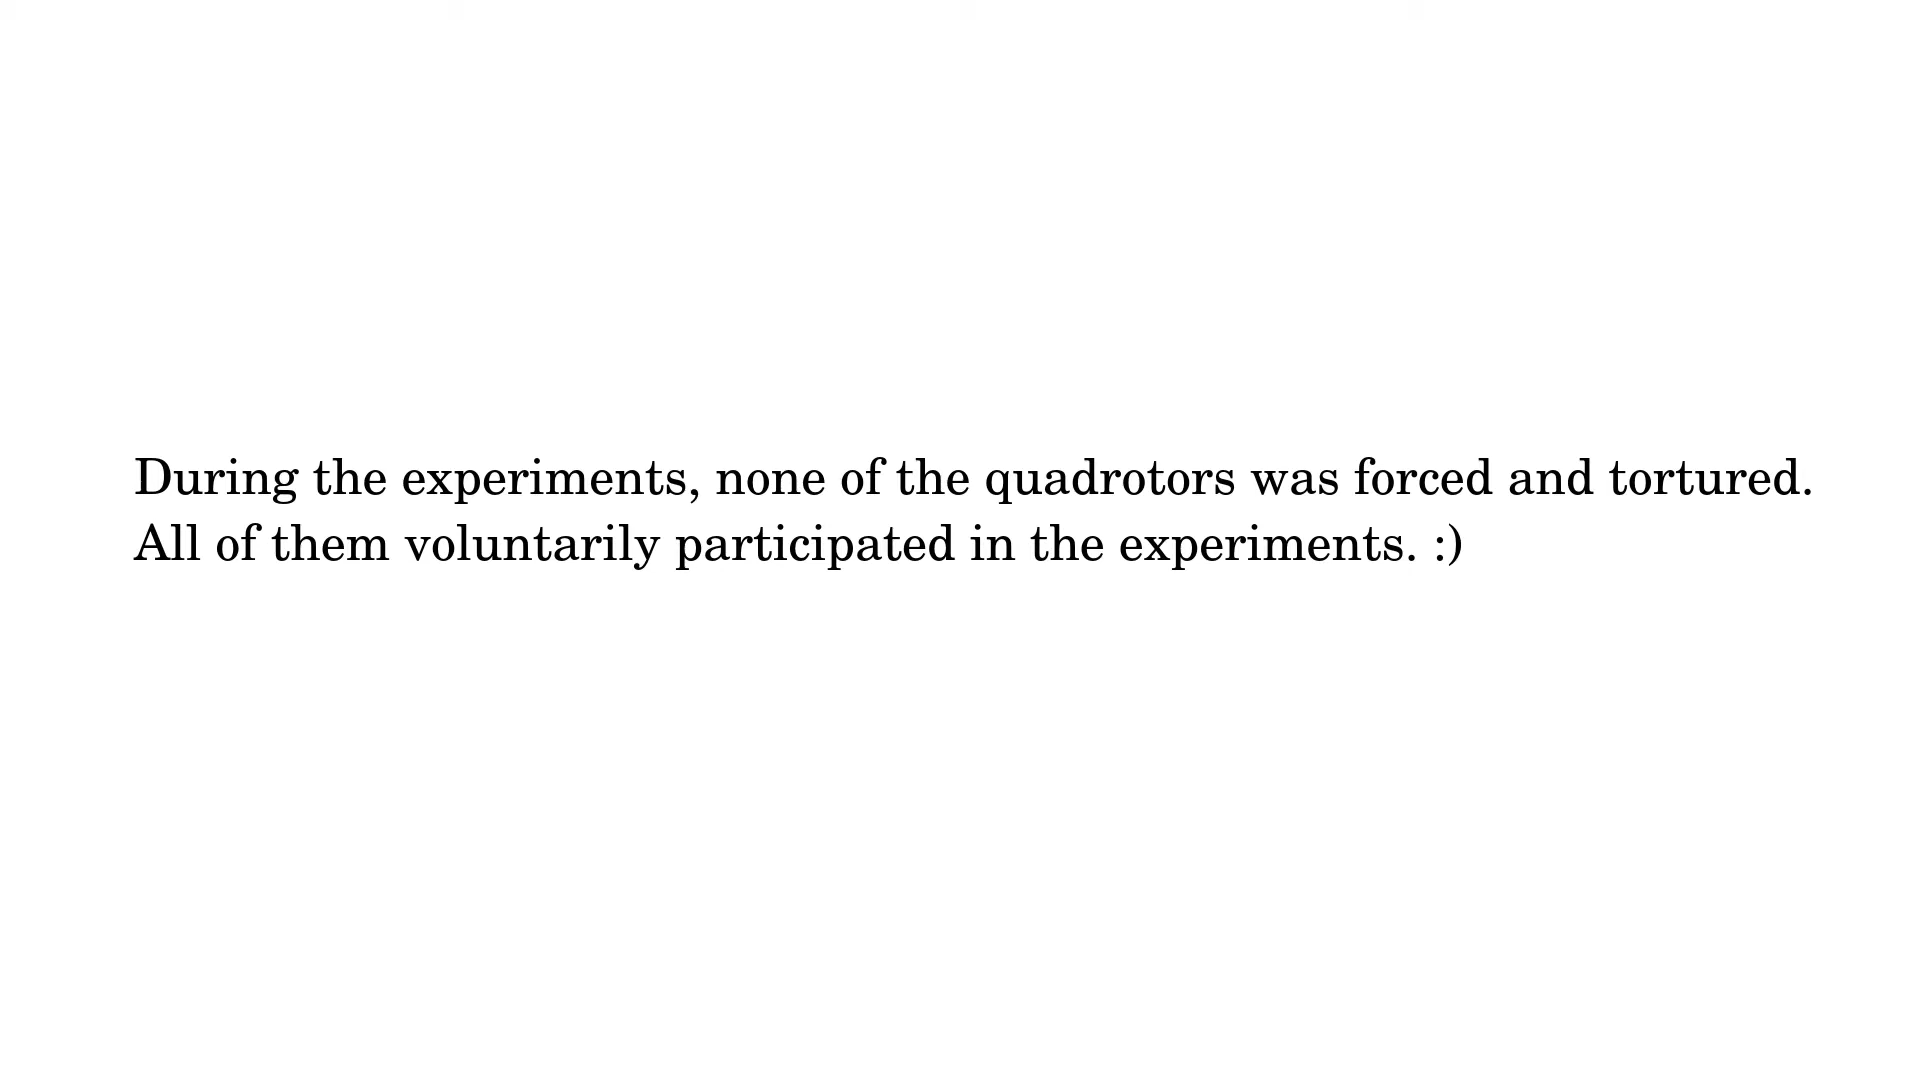 During the experiments, none of the quadrotors was forced and tortured.
All of them voluntarily participated in the experiments. :)